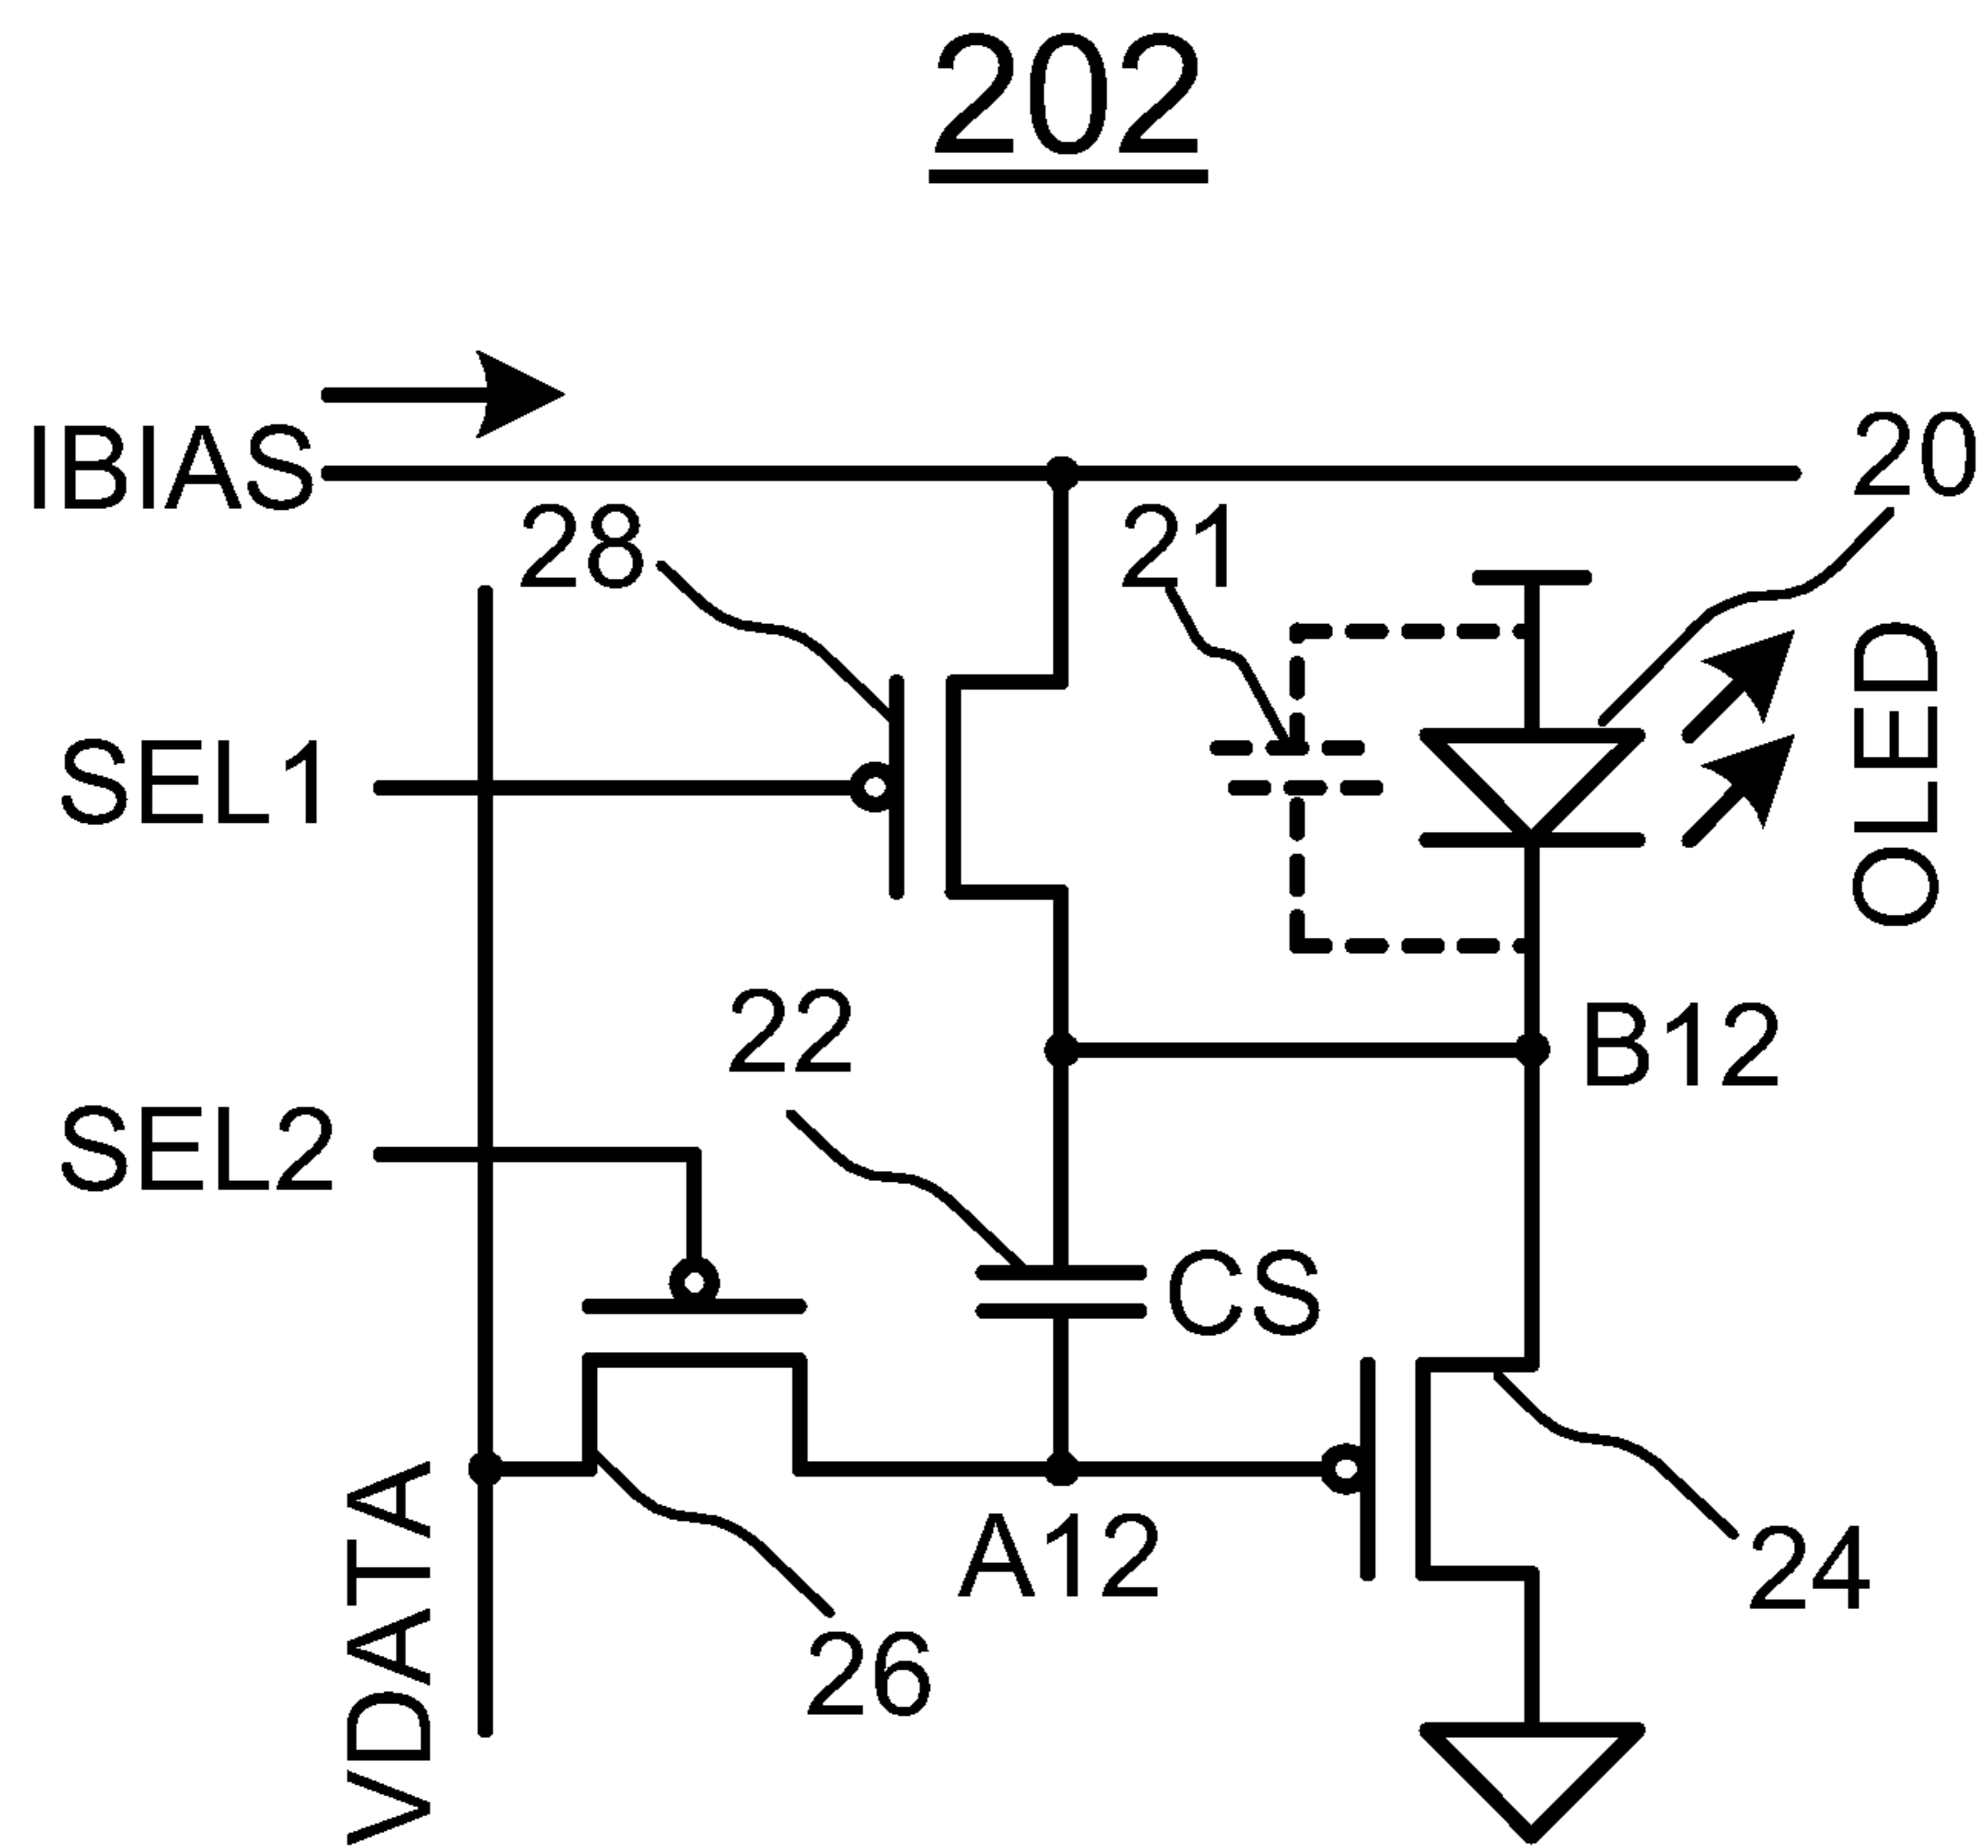 202
IBIAS
20
28
21
OLED
SEL1
22
B12
SEL2
CS
A12
24
VDATA
26